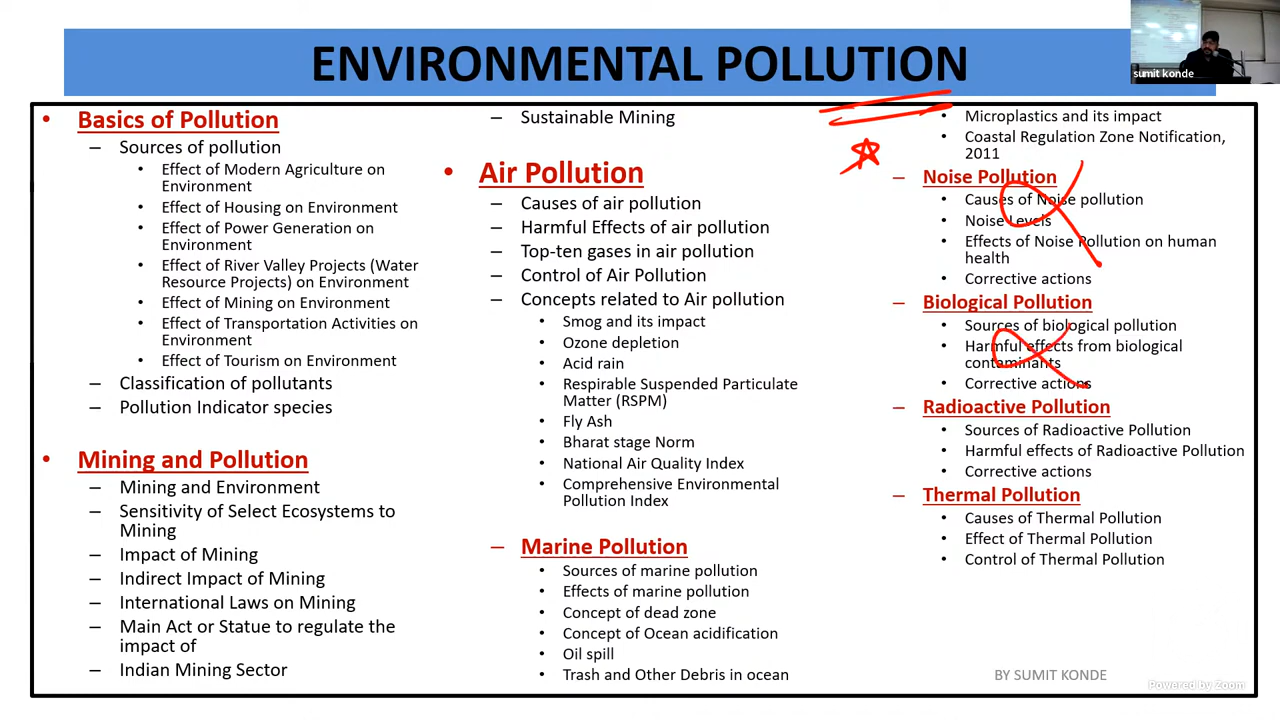 ENVIRONMENTAL POLLUTION
sumit konde
• Basics of Pollution
– Sources of pollution
• Effect of Modern Agriculture on
Environment
• Effect of Housing on Environment
• Effect of Power Generation on
Environment
• Effect of River Valley Projects (Water
Resource Projects) on Environment
• Effect of Mining on Environment
• Effect of Transportation Activities on
Environment
• Effect of Tourism on Environment
– Classification of pollutants
– Pollution Indicator species
• Mining and Pollution
– Mining and Environment
– Sensitivity of Select Ecosystems to
Mining
– Impact of Mining
– Indirect Impact of Mining
– International Laws on Mining
– Main Act or Statue to regulate the
impact of
– Indian Mining Sector
– Sustainable Mining
• Air Pollution
– Causes of air pollution
– Harmful Effects of air pollution
– Top-ten gases in air pollution
– Control of Air Pollution
– Concepts related to Air pollution
• Smog and its impact
• Ozone depletion
• Acid rain
• Respirable Suspended Particulate
Matter (RSPM)
• Fly Ash
• Bharat stage Norm
• National Air Quality Index
• Comprehensive Environmental
Pollution Index
– Marine Pollution
• Sources of marine pollution
• Effects of marine pollution
• Concept of dead zone
• Concept of Ocean acidification
• Oil spill
• Trash and Other Debris in ocean
• Microplastics and its impact
• Coastal Regulation Zone Notification,
2011
– Noise Pollution
• Causes of Noise pollution
• Noise Levels
• Effects of Noise Pollution on human
health
• Corrective actions
– Biological Pollution
• Sources of biological pollution
• Harmful effects from biological
contaminants
• Corrective actions
– Radioactive Pollution
• Sources of Radioactive Pollution
• Harmful effects of Radioactive Pollution
• Corrective actions
– Thermal Pollution
• Causes of Thermal Pollution
• Effect of Thermal Pollution
• Control of Thermal Pollution
BY SUMIT KONDE
Powered by Zoom